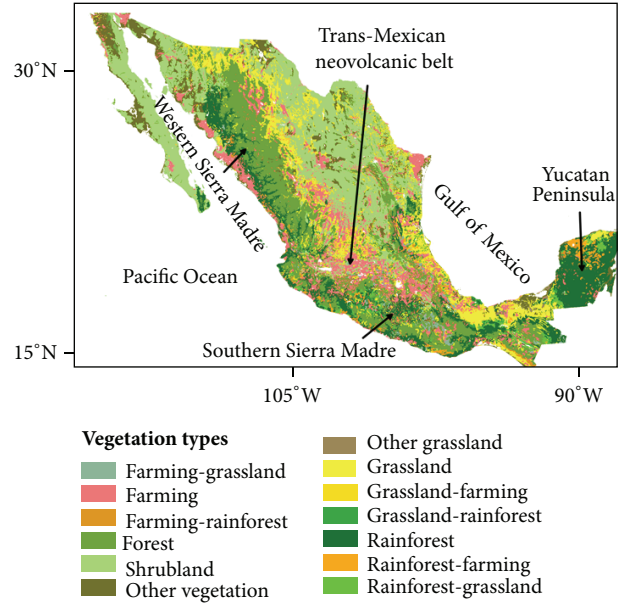 Trans-Mexican
neovolcanic belt
30°N
Western Sierra Madre
Gulf of Mexico
Yucatan
Peninsula
Pacific Ocean
Southern Sierra Madre
15°N
105°W
90°W
Vegetation types
Farming-grassland
Farming
Farming-rainforest
Forest
Shrubland
Other vegetation
Other grassland
Grassland
Grassland-farming
Grassland-rainforest
Rainforest
Rainforest-farming
Rainforest-grassland